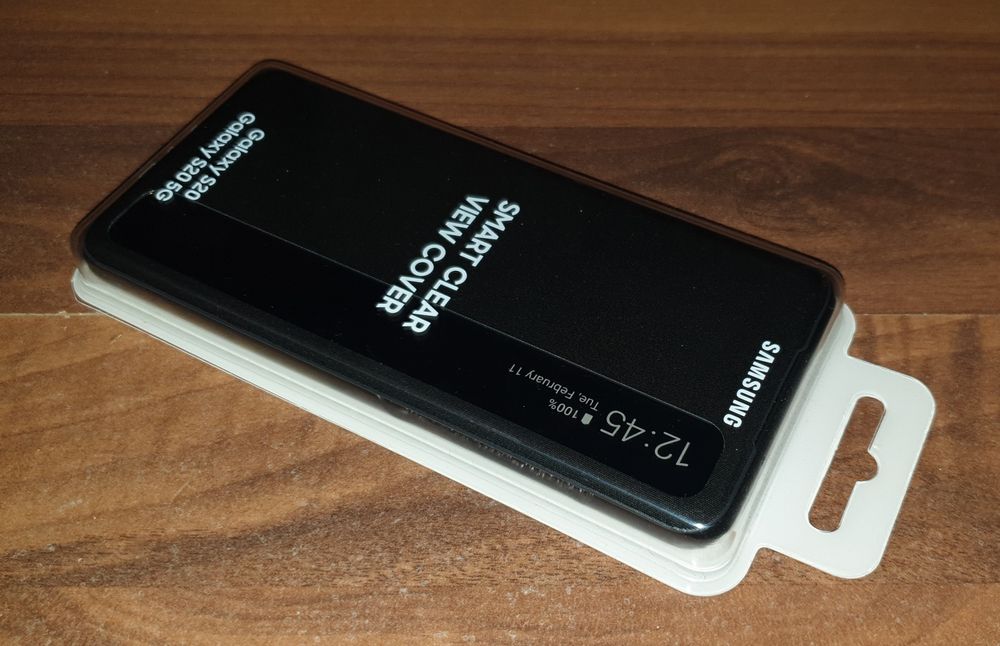 SAMSUNG
12:45
100%
Tue, February 11
SMART CLEAR
VIEW COVER
Galaxy S20
Galaxy S20 5G